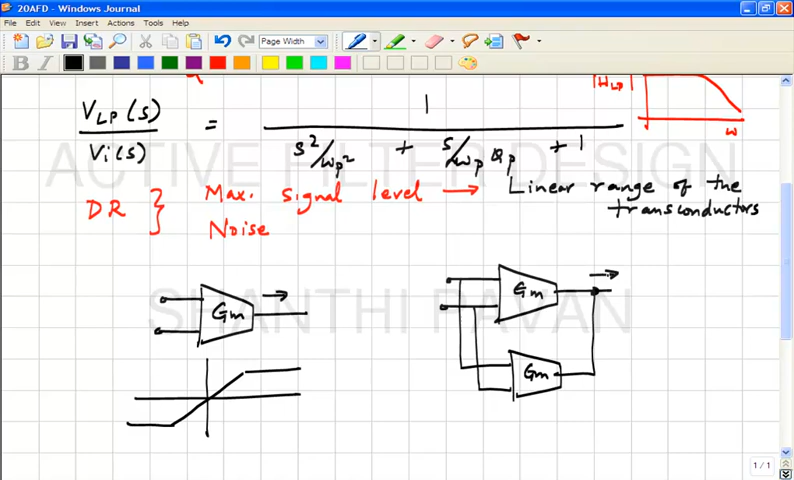 20AFD - Windows Journal
File Edit View Insert Actions Tools Help
Page Width
B I
|HLP|
ω
VLP(s)
Vi(s)
=
1
s²/ωp² + s/ωpQp + 1
ACTIVE FILTER DESIGN
DR } Max. signal level → Linear range of the
transconductors
Noise
SHANTHI PAVAN
Gm
Gm
Gm
1/1